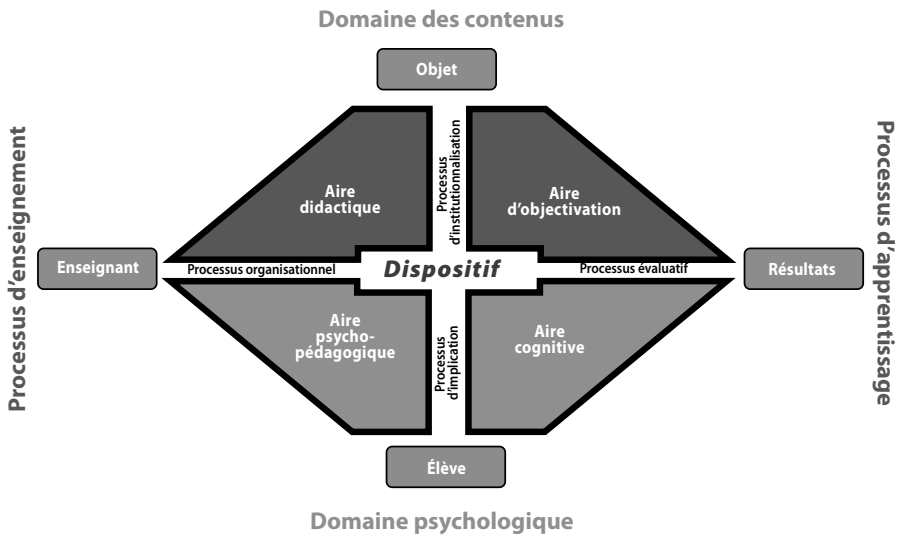 Domaine des contenus
Objet
Processus d'enseignement
Processus d'apprentissage
Processus
d'institutionnalisation
Aire
didactique
Aire
d'objectivation
Enseignant
Processus organisationnel
Dispositif
Processus évaluatif
Résultats
Aire
psycho-
pédagogique
Processus
d'implication
Aire
cognitive
Élève
Domaine psychologique